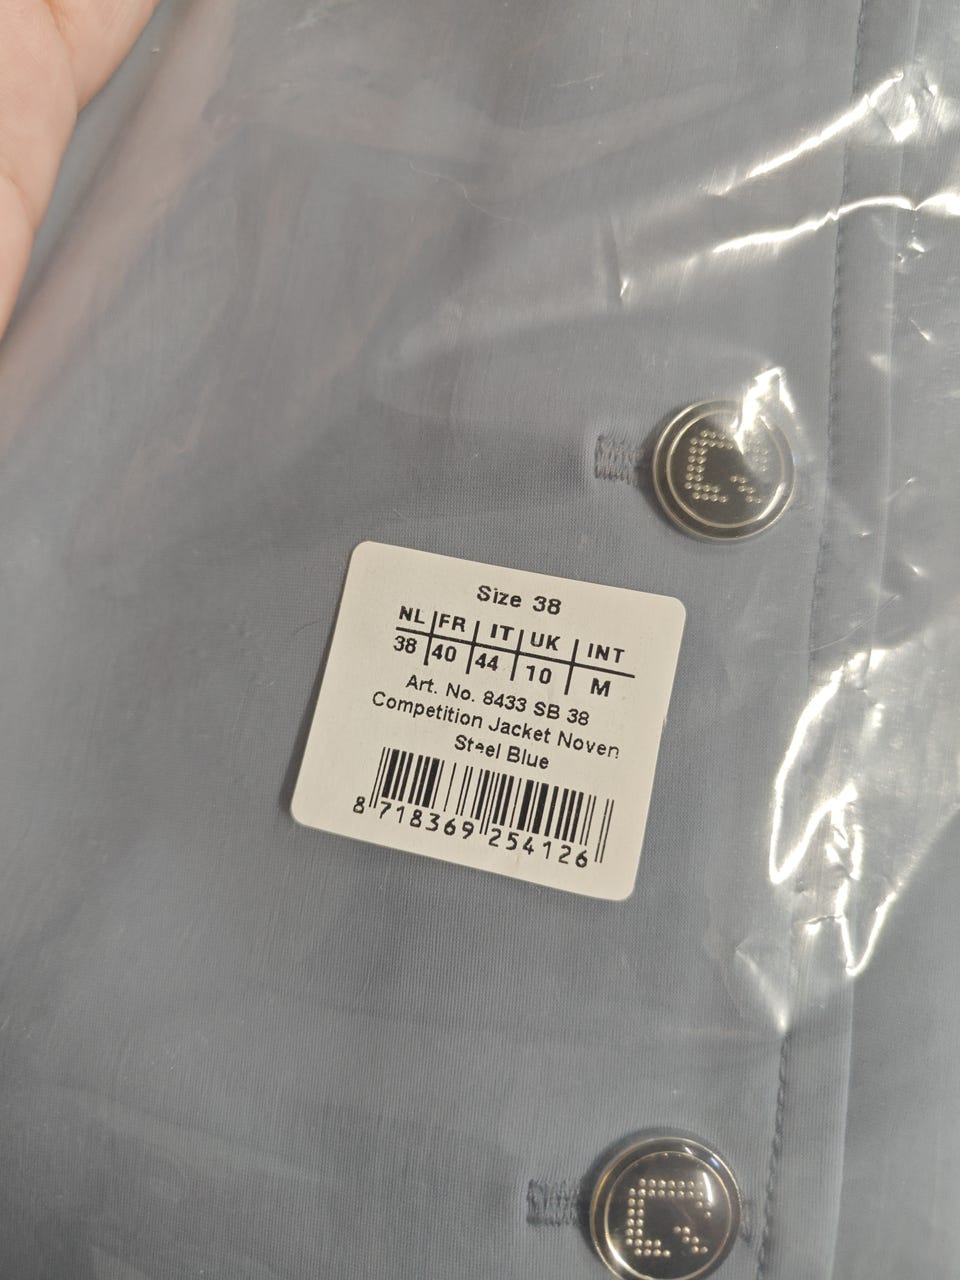 Size 38
NL FR IT UK INT
38 40 44 10 M
Art. No. 8433 SB 38
Competition Jacket Noven
Steel Blue
8 718369 254126